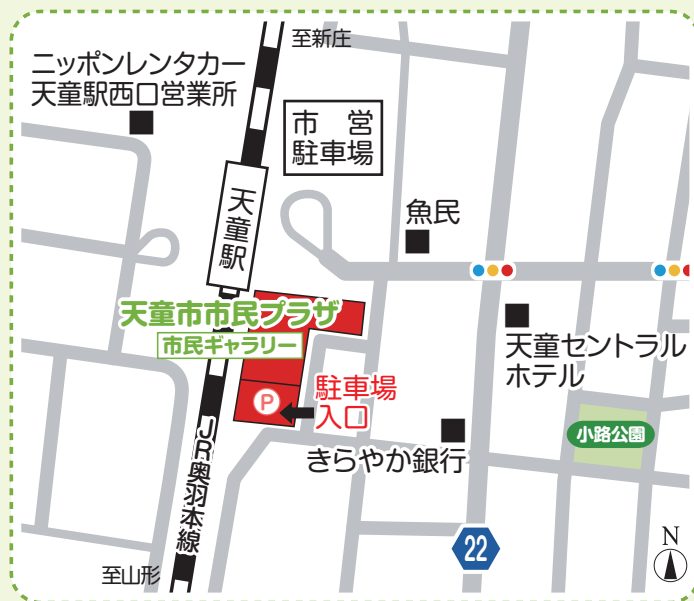 至新庄
ニッポンレンタカー
天童駅西口営業所
市営
駐車場
天童駅
魚民
天童市市民プラザ
市民ギャラリー
天童セントラル
ホテル
駐車場
入口
P
小路公園
きらやか銀行
JR奥羽本線
22
N
至山形